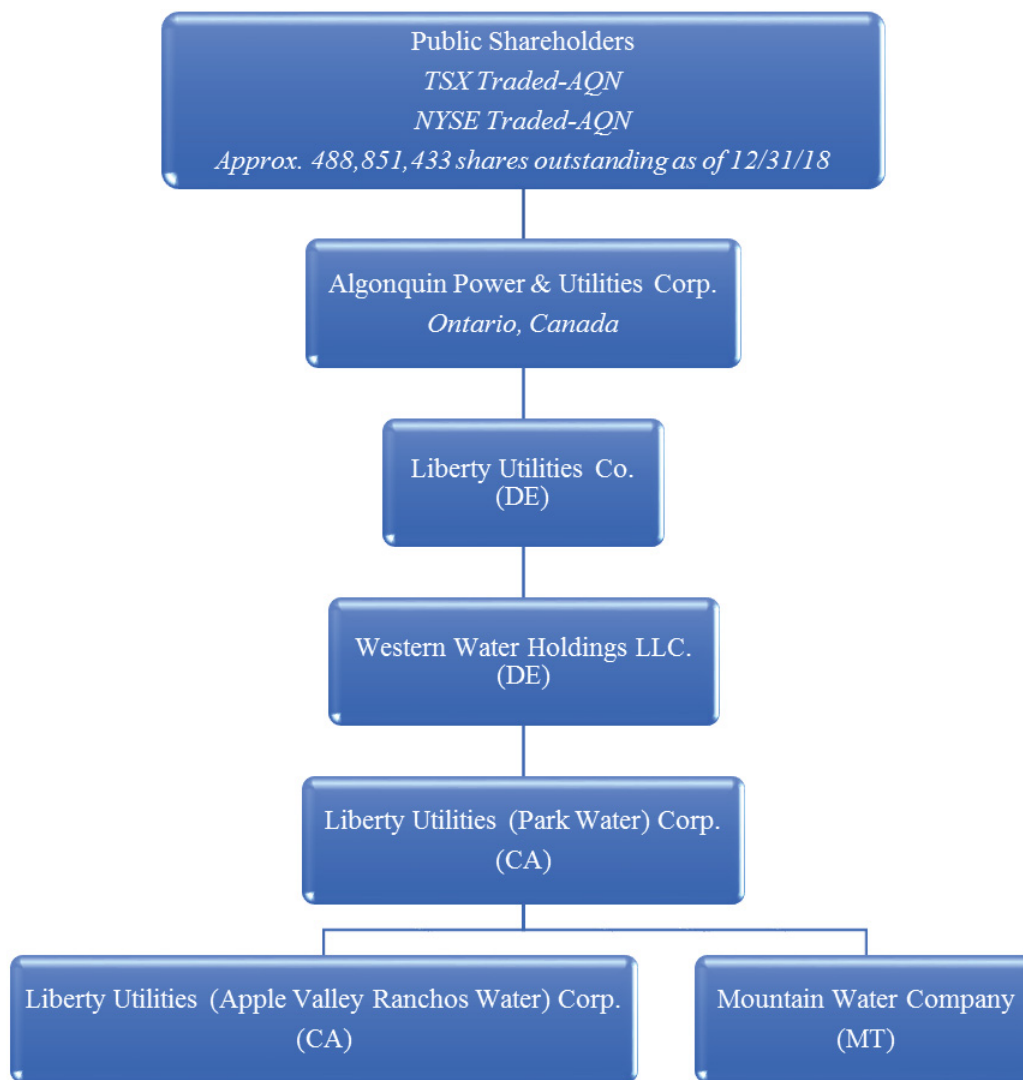 Public Shareholders
TSX Traded-AQN
NYSE Traded-AQN
Approx. 488,851,433 shares outstanding as of 12/31/18
Algonquin Power & Utilities Corp.
Ontario, Canada
Liberty Utilities Co.
(DE)
Western Water Holdings LLC.
(DE)
Liberty Utilities (Park Water) Corp.
(CA)
Liberty Utilities (Apple Valley Ranchos Water) Corp.
(CA)
Mountain Water Company
(MT)